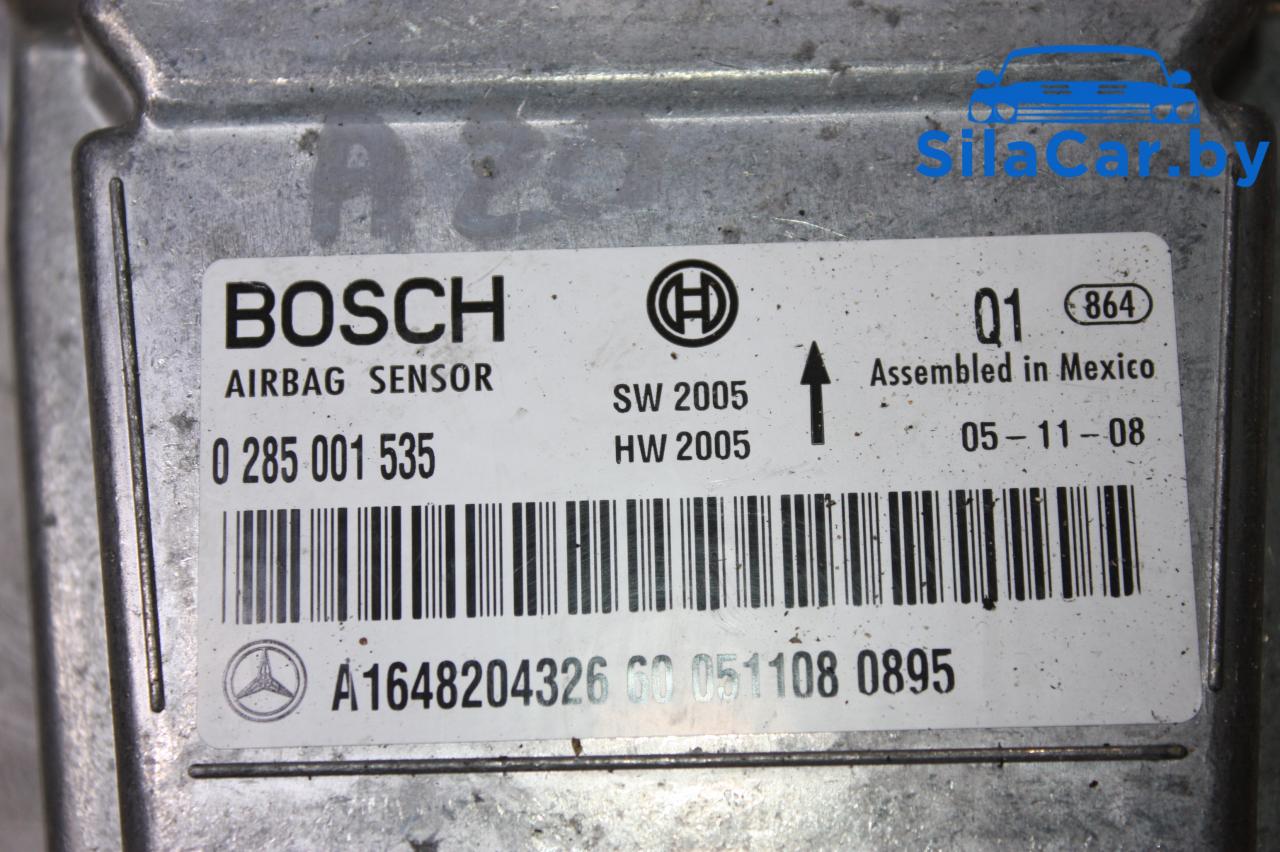 SilaCar.by
BOSCH
Q1 864
AIRBAG SENSOR
Assembled in Mexico
SW 2005
HW 2005
05-11-08
0 285 001 535
A1648204326 60 051108 0895